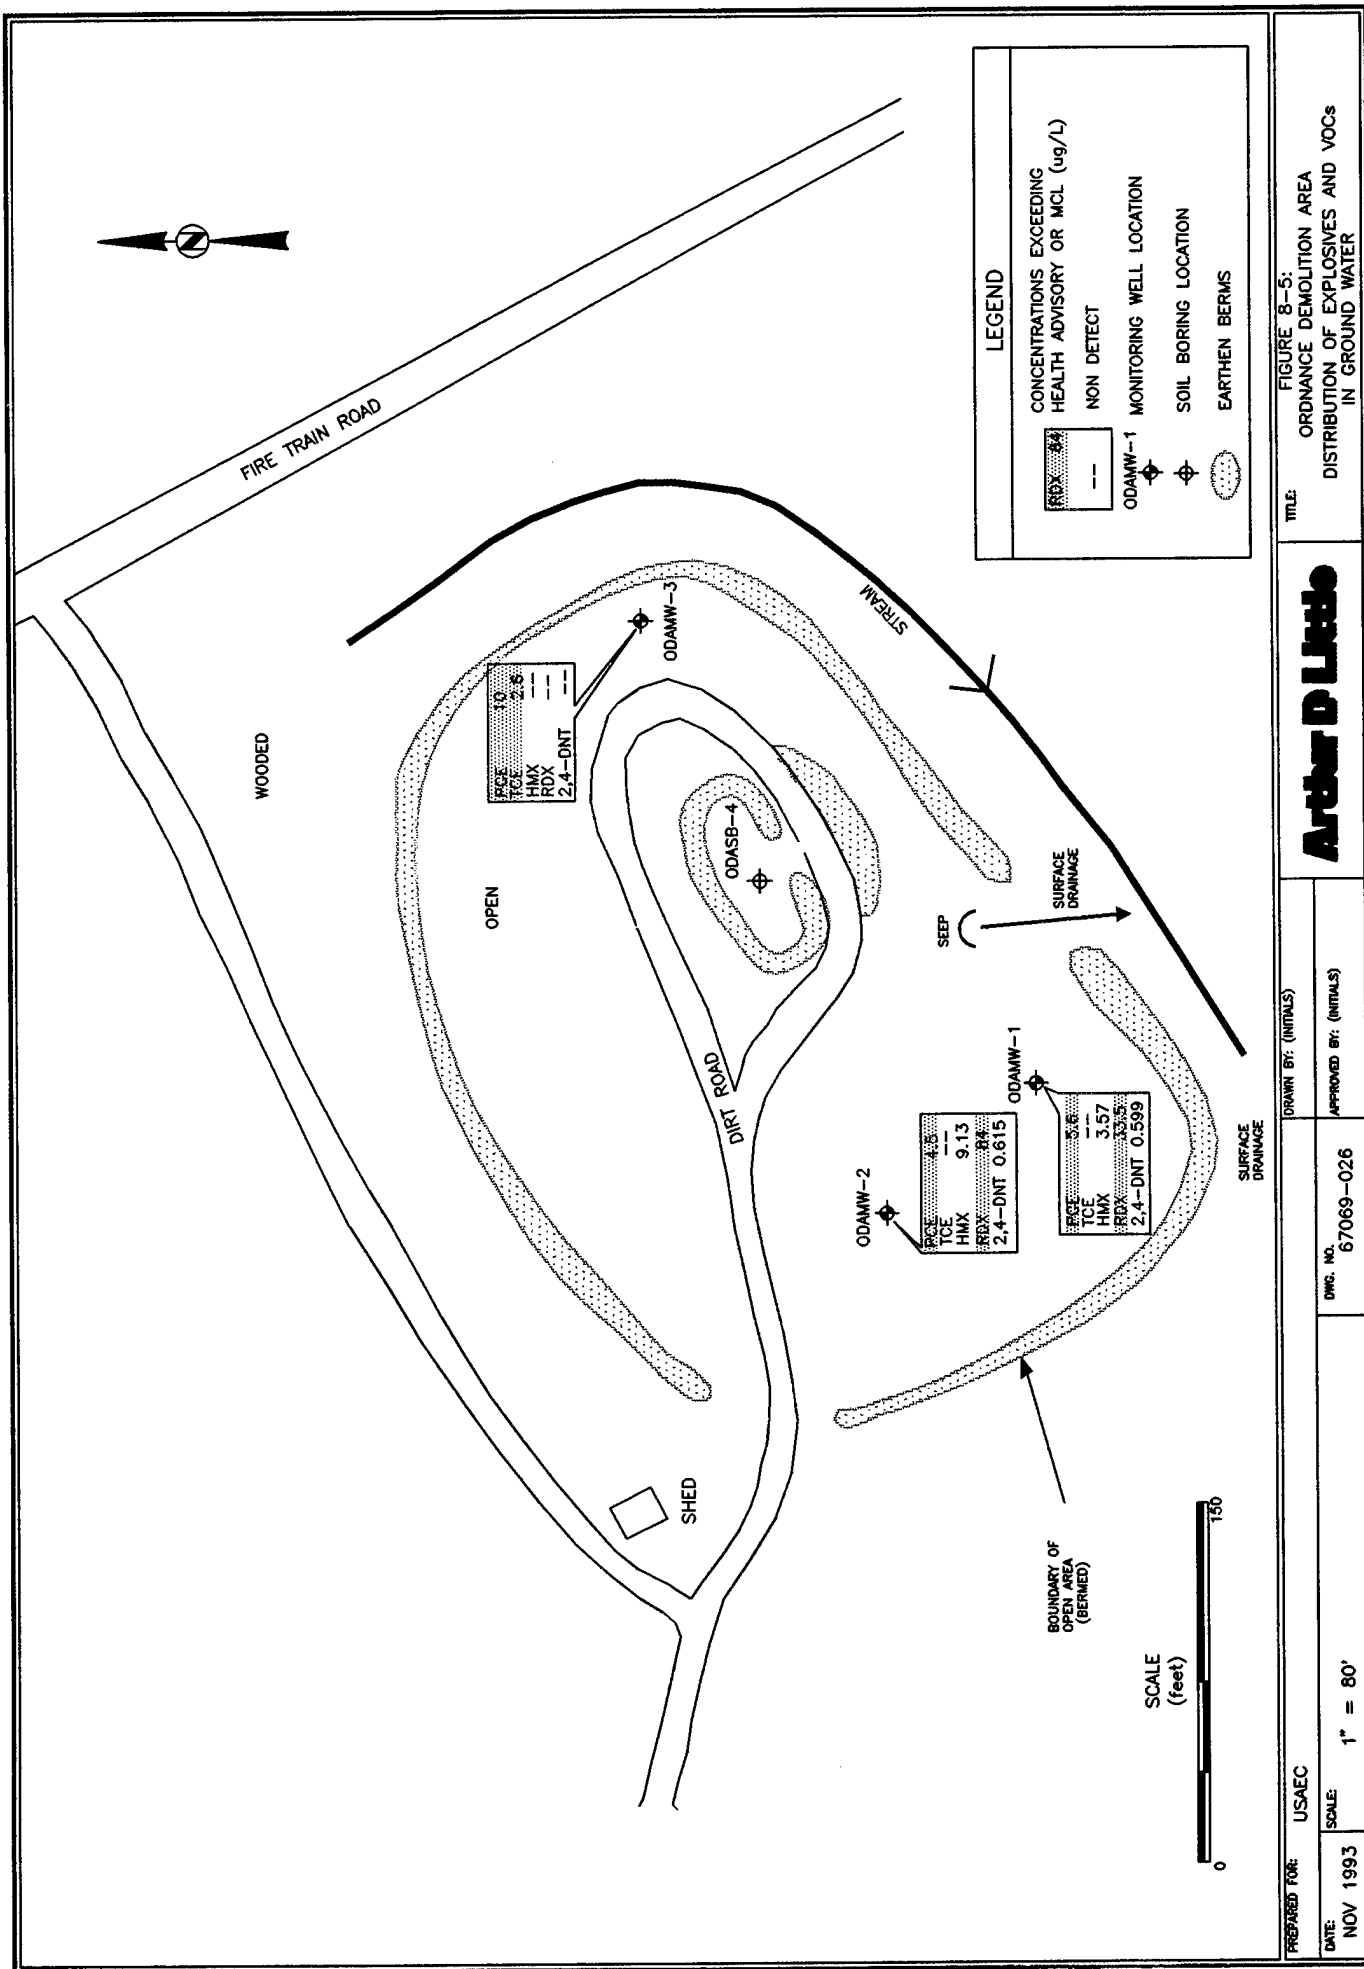 FIRE TRAIN ROAD
WOODED
OPEN
N
PCE 10
TCE 2.6
HMX --
RDX --
2,4-DNT --
ODAMW-3
ODASB-4
STREAM
DIRT ROAD
SEEP
SURFACE
DRAINAGE
SHED
ODAMW-2
PCE 4.5
TCE --
HMX 9.13
RDX 84
2,4-DNT 0.615
ODAMW-1
PCE 5.6
TCE --
HMX 3.57
RDX 33.5
2,4-DNT 0.599
SURFACE
DRAINAGE
BOUNDARY OF
OPEN AREA
(BERMED)
SCALE
(feet)
0 150
LEGEND
RDX 84
CONCENTRATIONS EXCEEDING
HEALTH ADVISORY OR MCL (ug/L)
-- NON DETECT
ODAMW-1
MONITORING WELL LOCATION
SOIL BORING LOCATION
EARTHEN BERMS
PREPARED FOR:
USAEC
DATE:
NOV 1993
SCALE:
1" = 80'
DWG. NO.
67069-026
DRAWN BY: (INITIALS)
APPROVED BY: (INITIALS)
Arthur D Little
TITLE:
FIGURE 8-5:
ORDNANCE DEMOLITION AREA
DISTRIBUTION OF EXPLOSIVES AND VOCs
IN GROUND WATER